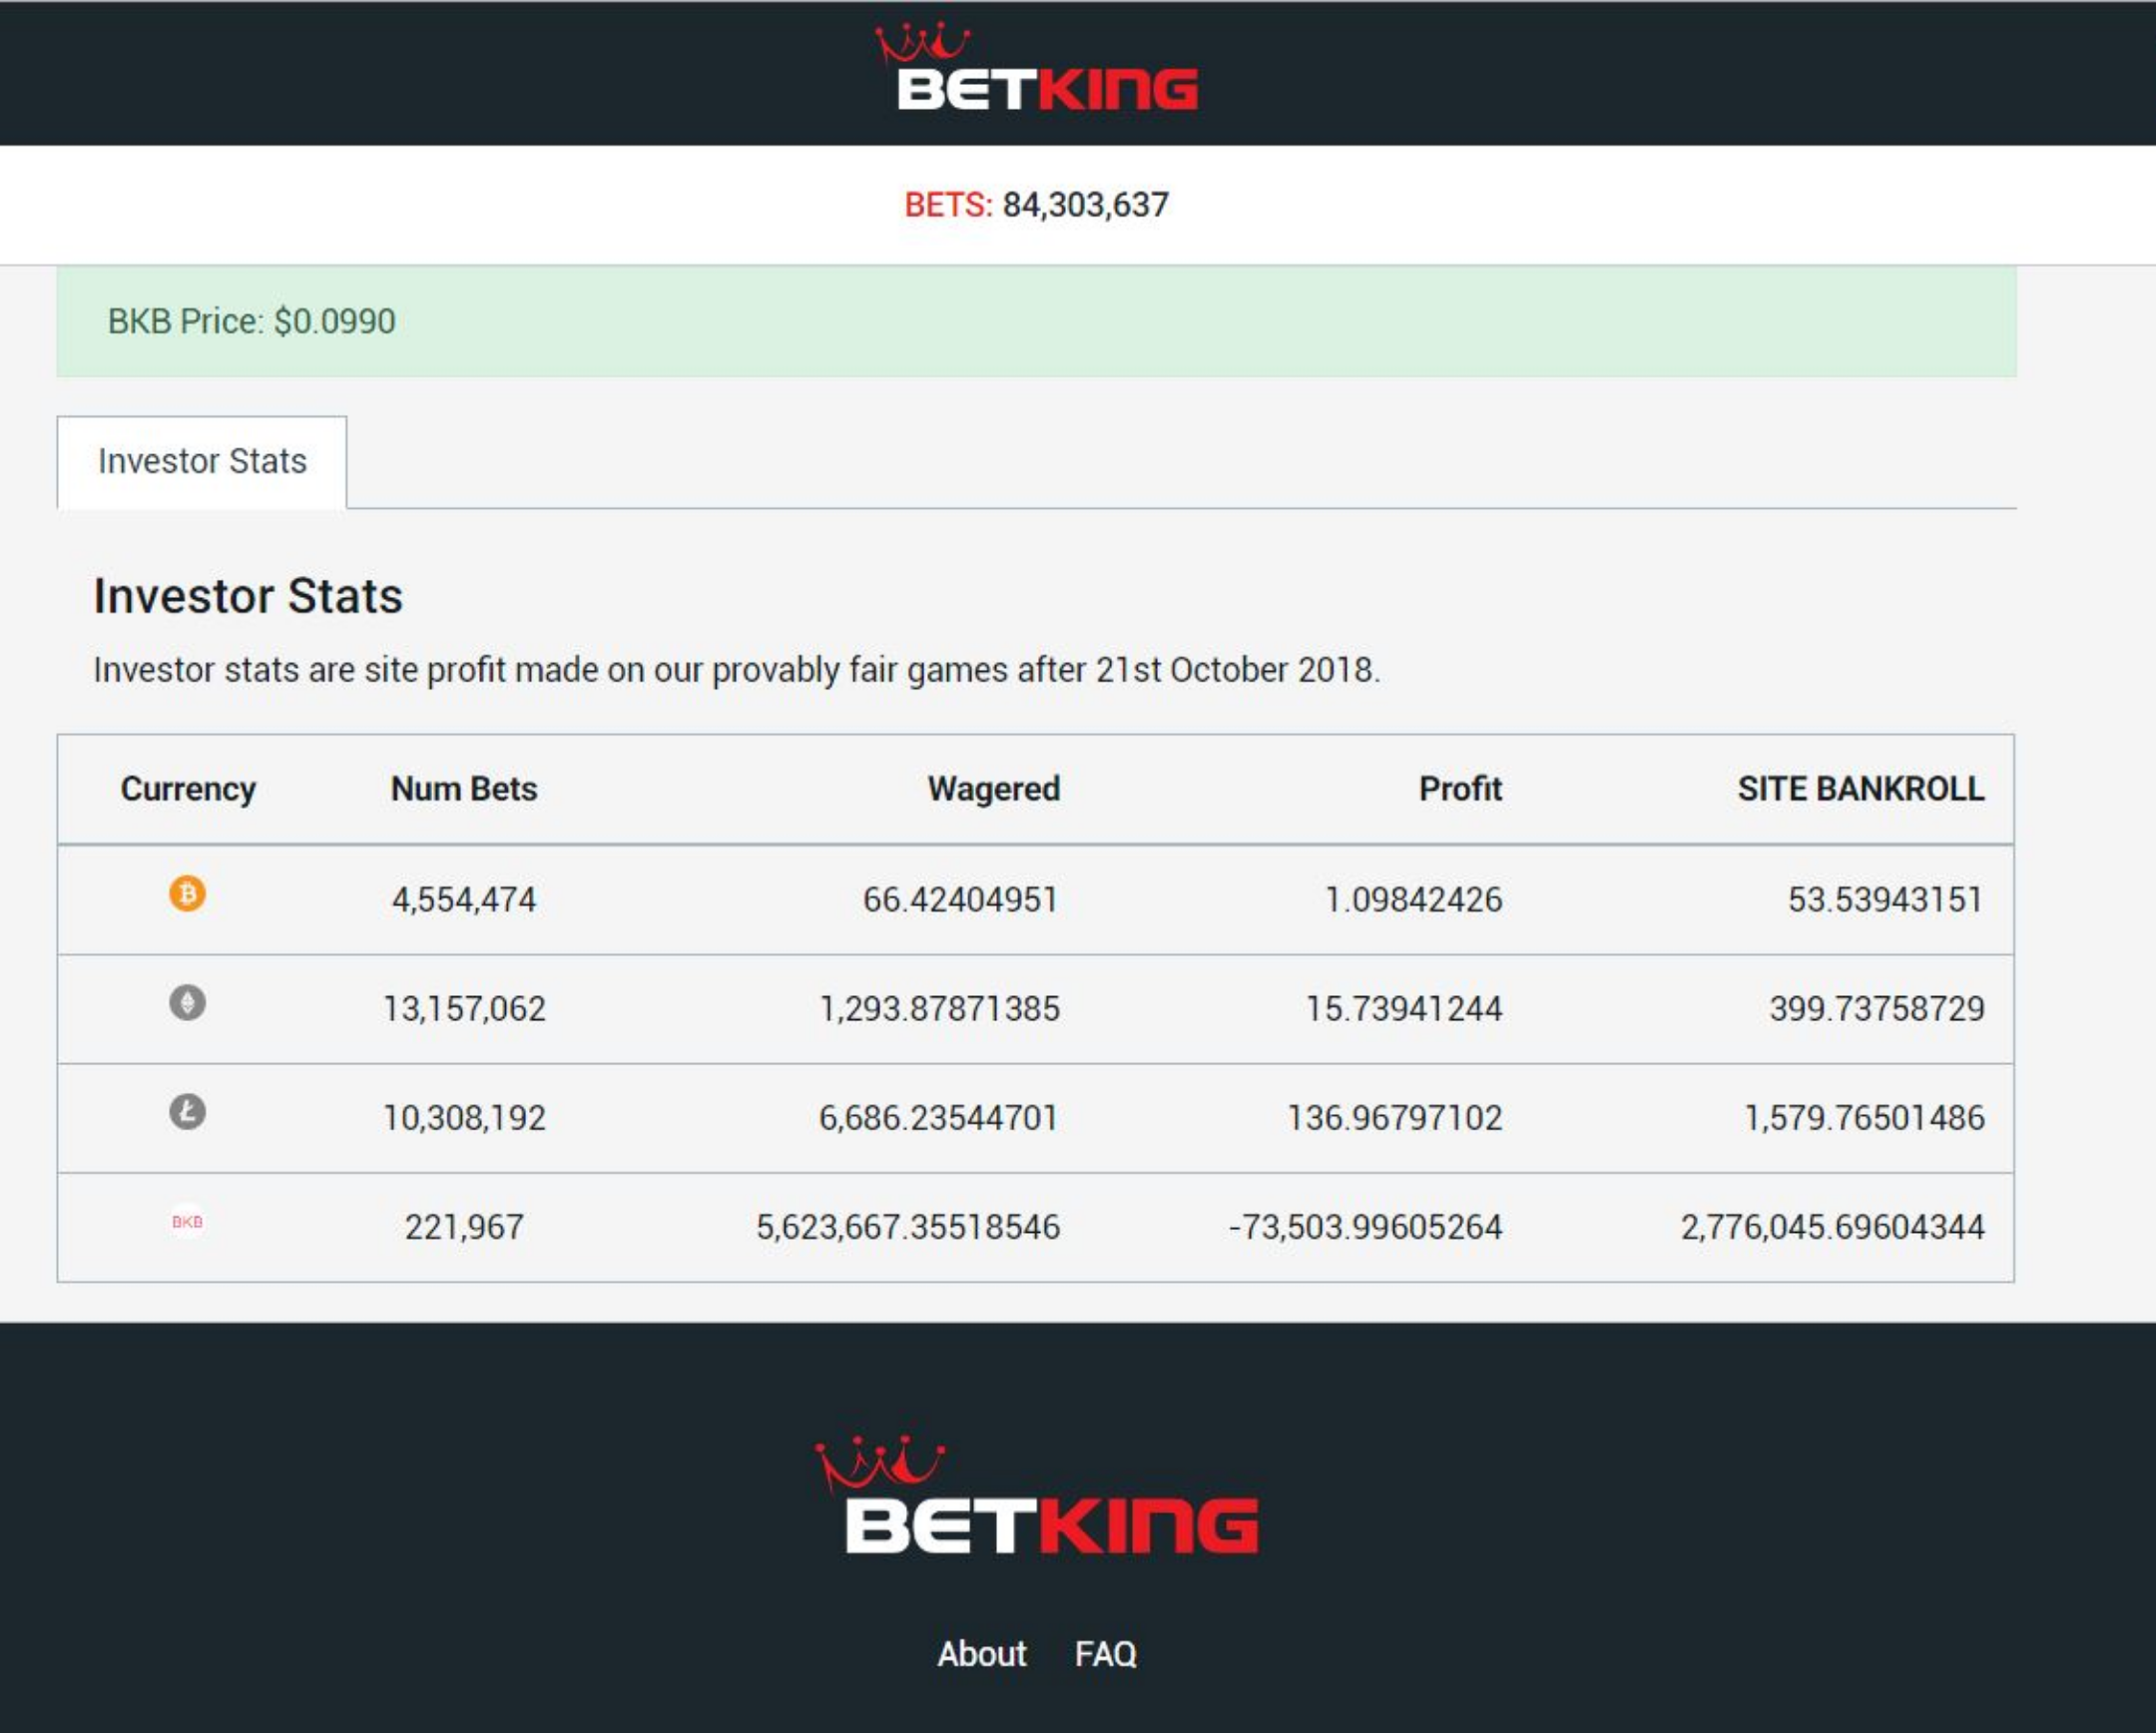 BETKING
BETS: 84,303,637
BKB Price: $0.0990
Investor Stats
Investor Stats
Investor stats are site profit made on our provably fair games after 21st October 2018.
Currency Num Bets Wagered Profit SITE BANKROLL
4,554,474 66.42404951 1.09842426 53.53943151
13,157,062 1,293.87871385 15.73941244 399.73758729
10,308,192 6,686.23544701 136.96797102 1,579.76501486
BKB 221,967 5,623,667.35518546 -73,503.99605264 2,776,045.69604344
BETKING
About FAQ